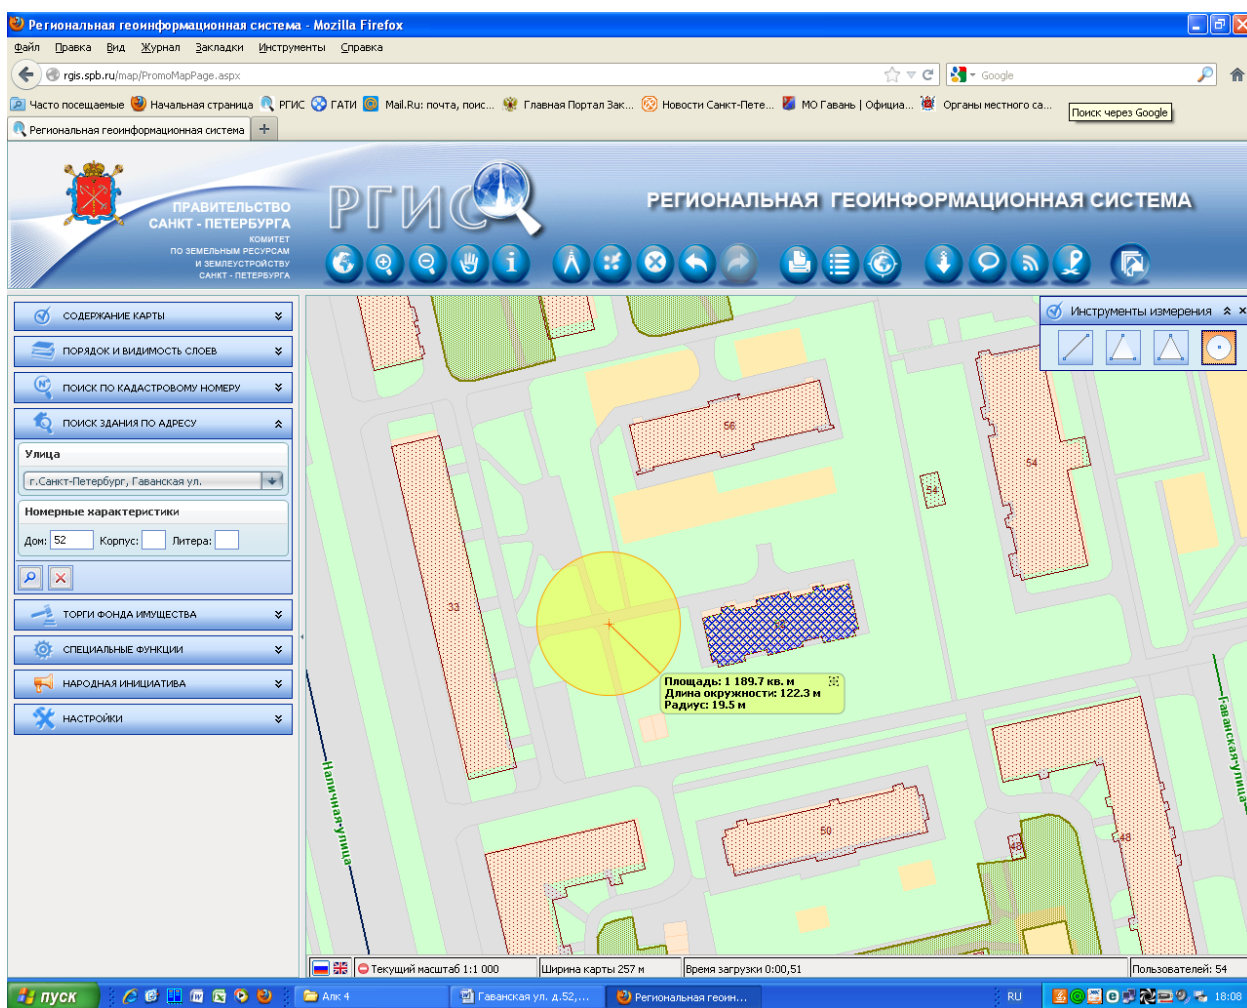 Региональная геоинформационная система - Mozilla Firefox
Файл Правка Вид Журнал Закладки Инструменты Справка
rgis.spb.ru/map/PromoMapPage.aspx
Google
Часто посещаемые Начальная страница РГИС ГАТИ Mail.Ru: почта, поис... Главная Портал Зак... Новости Санкт-Пете... МО Гавань | Официа... Органы местного са...
Поиск через Google
Региональная геоинформационная система
ПРАВИТЕЛЬСТВО
САНКТ - ПЕТЕРБУРГА
КОМИТЕТ
ПО ЗЕМЕЛЬНЫМ РЕСУРСАМ
И ЗЕМЛЕУСТРОЙСТВУ
САНКТ - ПЕТЕРБУРГА
РГИС
РЕГИОНАЛЬНАЯ ГЕОИНФОРМАЦИОННАЯ СИСТЕМА
СОДЕРЖАНИЕ КАРТЫ
ПОРЯДОК И ВИДИМОСТЬ СЛОЕВ
ПОИСК ПО КАДАСТРОВОМУ НОМЕРУ
ПОИСК ЗДАНИЯ ПО АДРЕСУ
Улица
г.Санкт-Петербург, Гаванская ул.
Номерные характеристики
Дом: 52 Корпус: Литера:
ТОРГИ ФОНДА ИМУЩЕСТВА
СПЕЦИАЛЬНЫЕ ФУНКЦИИ
НАРОДНАЯ ИНИЦИАТИВА
НАСТРОЙКИ
Инструменты измерения
56
54
54
33
Площадь: 1 189.7 кв. м
Длина окружности: 122.3 м
Радиус: 19.5 м
Гаванская улица
Наличная улица
50
48
48
Текущий масштаб 1:1 000
Ширина карты 257 м
Время загрузки 0:00,51
Пользователей: 54
пуск
Алк 4
Гаванская ул. д.52,...
Региональная геоин...
RU
18:08